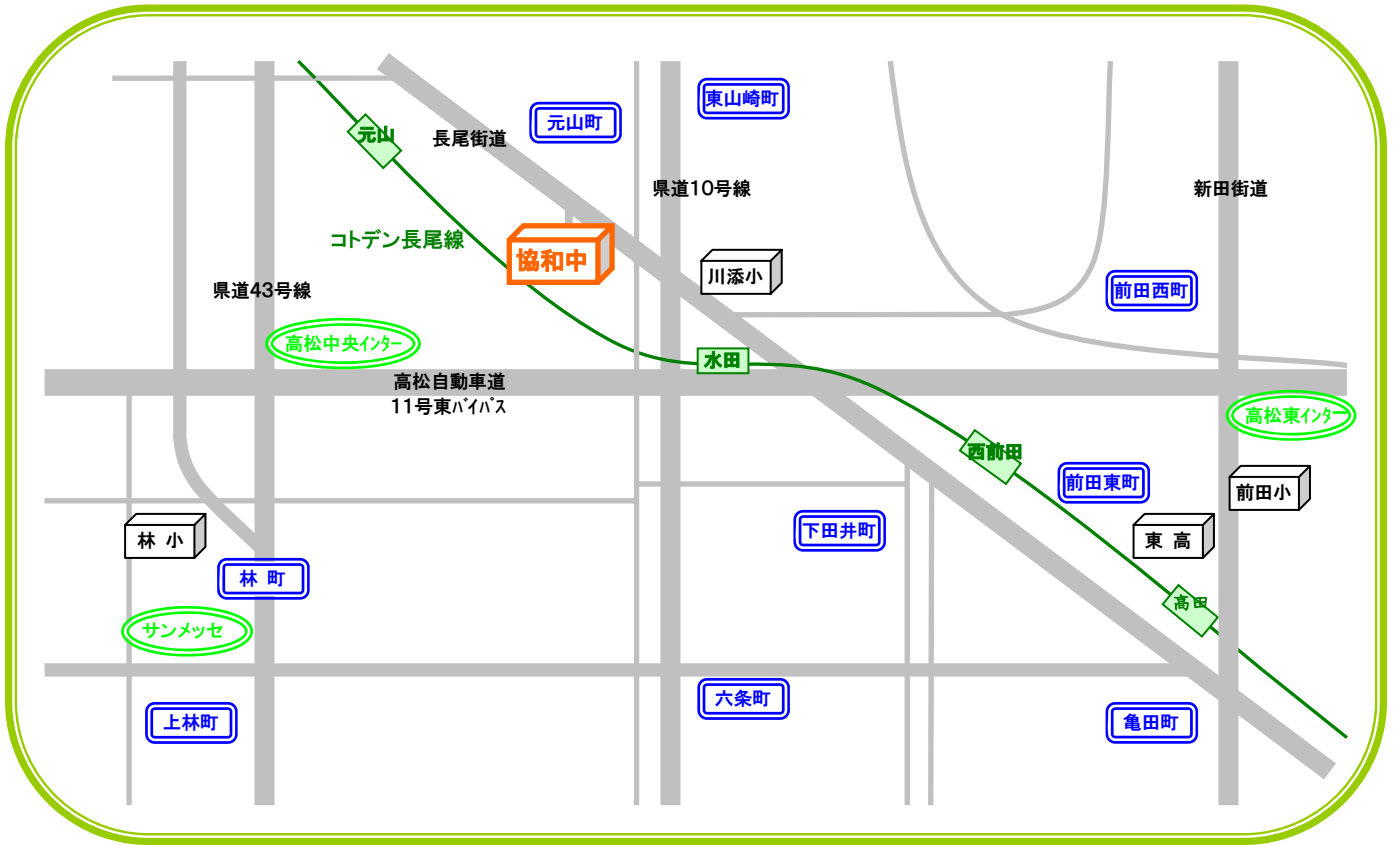 東山崎町
元山町
元山
長尾街道
県道10号線
新田街道
コトデン長尾線
協和中
川添小
県道43号線
前田西町
高松中央インター
水田
高松自動車道
11号東バイパス
高松東インター
西前田
前田東町
前田小
下田井町
林 小
東 高
林 町
高田
サンメッセ
六条町
上林町
亀田町